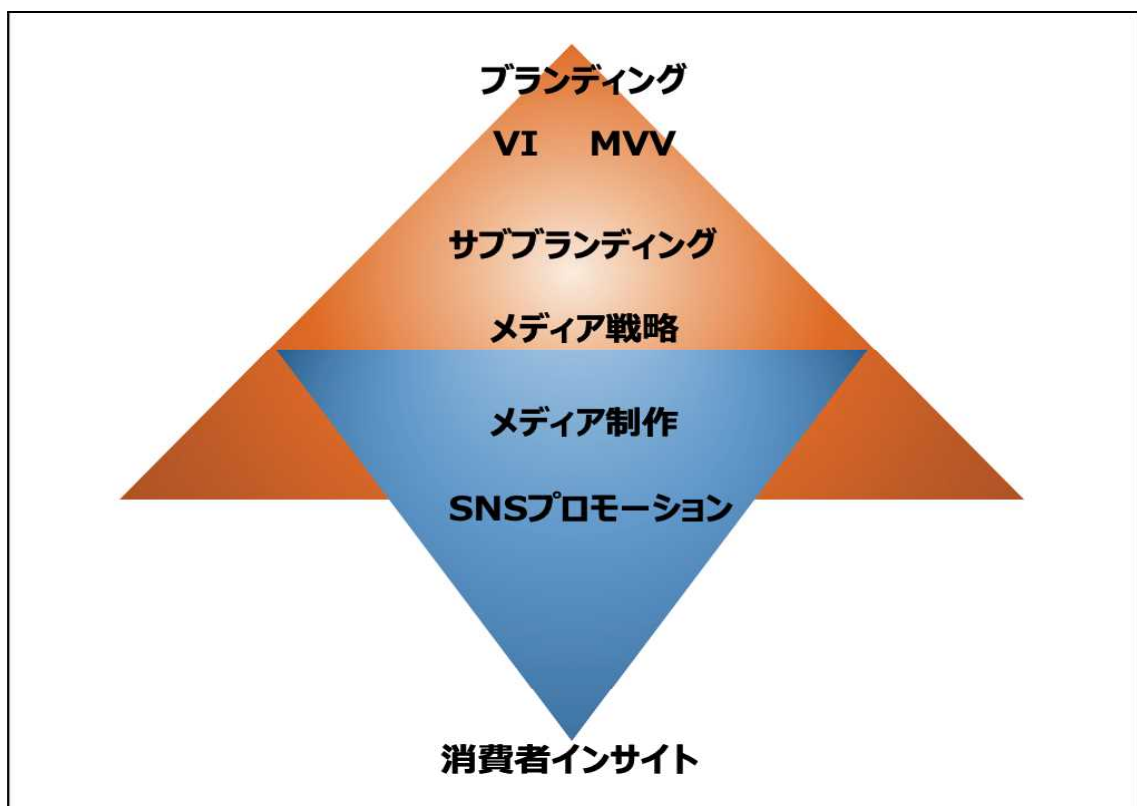 ブランディング
VI MVV
サブブランディング
メディア戦略
メディア制作
SNSプロモーション
消費者インサイト